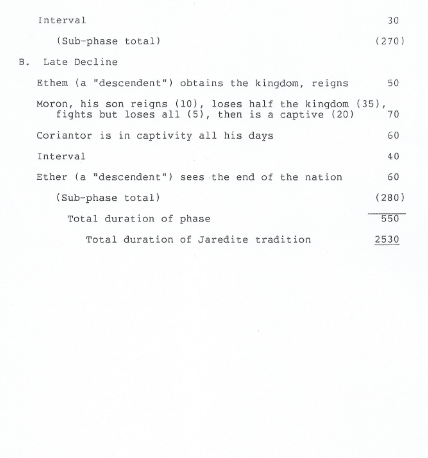 Interval 30
(Sub-phase total) (270)
B. Late Decline
Ethem (a "descendent") obtains the kingdom, reigns 50
Moron, his son reigns (10), loses half the kingdom (35),
fights but loses all (5), then is a captive (20) 70
Coriantor is in captivity all his days 60
Interval 40
Ether (a "descendent") sees the end of the nation 60
(Sub-phase total) (280)
Total duration of phase 550
Total duration of Jaredite tradition 2530